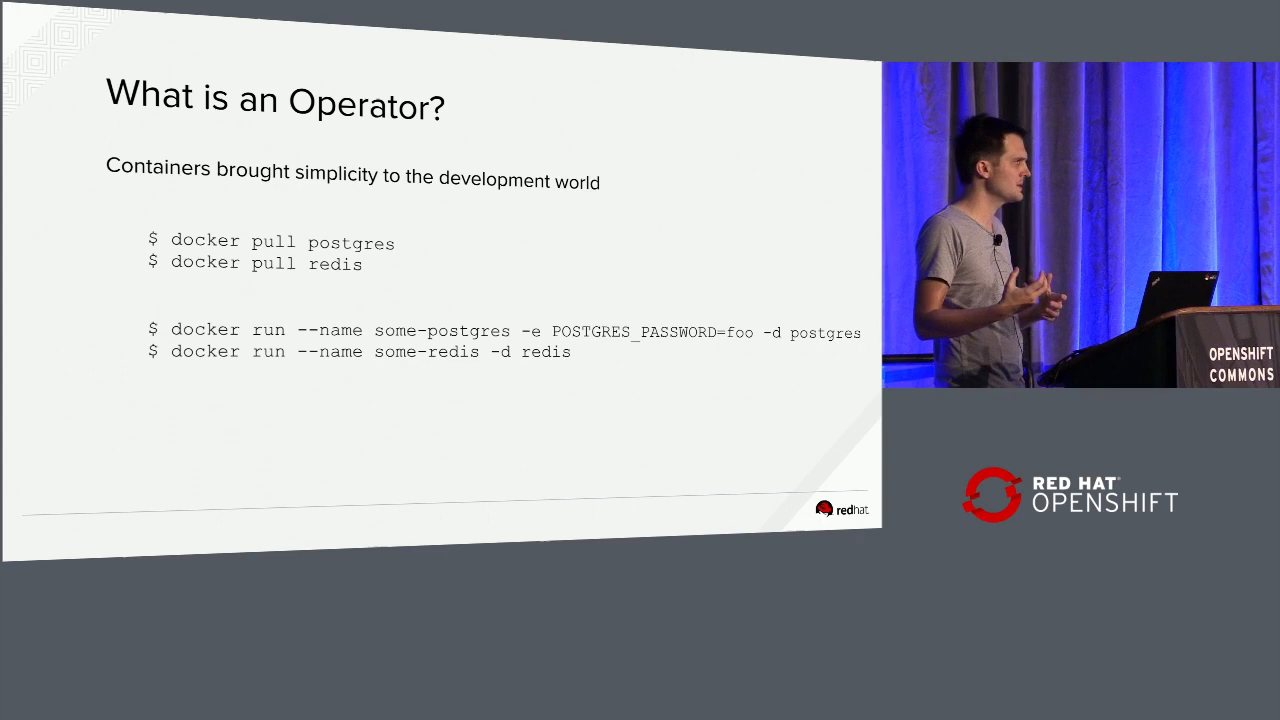 What is an Operator?
Containers brought simplicity to the development world
$ docker pull postgres
$ docker pull redis
$ docker run --name some-postgres -e POSTGRES_PASSWORD=foo -d postgres
$ docker run --name some-redis -d redis
redhat
OPENSHIFT
COMMONS
RED HAT®
OPENSHIFT